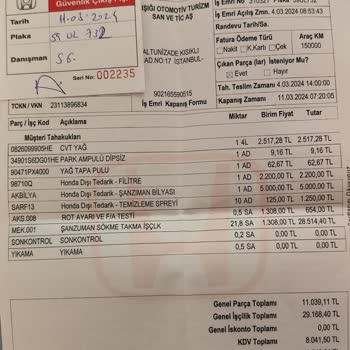 Güvenlik Çıkış
Tarih 11.03.2024
Plaka
Danışman SG.
Seri No: 002235
TCKN / VKN 23113896834
IŞIĞI OTOMOTİV TURİZM
SAN VE TİC AŞ
ALTUNİZADE KISIKLI
AD.NO:17 İSTANBUL-
902165590515
İş Emri Kapanış Formu
İş Emri Açılış Zmn. 4.03.2024 08:53:43
Randevu Tarih/Sa.
Fatura Ödeme Türü
Nakit K.Kartı Çek
Araç KM
150000
Çıkan Parça (lar) İsteniyor Mu?
Evet Hayır
Tah. Teslim Zamanı 4.03.2024 14:00:00
Kapanış Zamanı 11.03.2024 07:20:05
Parça / İşç Kod Açıklama Miktar Birim Fiyat Tutar
Müşteri Tahakukları
0826099905HE CVT YAĞ 1 4L 2.517,28 TL 2.517,28 TL
34901S6DG01HE PARK AMPULÜ DİPSİZ 1 AD 9,16 TL 9,16 TL
90471PX4000 YAĞ TAPA PULU 1 AD 62,67 TL 62,67 TL
98710Q Honda Dışı Tedarik - FİLİTRE 1 AD 2.200,00 TL 2.200,00 TL
AKBİLYA Honda Dışı Tedarik - ŞANZIMAN BİLYASI 1 AD 5.000,00 TL 5.000,00 TL
SARF13 Honda Dışı Tedarik - TEMİZLEME SPREYİ 10 AD 125,00 TL 1.250,00 TL
AKS.008 ROT AYARI VE F/A TESTİ 0,5 SA 1.308,00 TL 654,00 TL
MEK.001 ŞANZUMAN SÖKME TAKMA İŞÇLK 21,8 SA 1.308,00 TL 28.514,40 TL
SONKONTROL SONKONTROL 0,2 SA 0,00 TL 0,00 TL
YIKAMA YIKAMA 0,5 SA 0,00 TL 0,00 TL
Genel Parça Toplamı 11.039,11 TL
Genel İşçilik Toplamı 29.168,40 TL
Genel İskonto Toplamı 0,00 TL
KDV Toplamı 8.041,50 TL